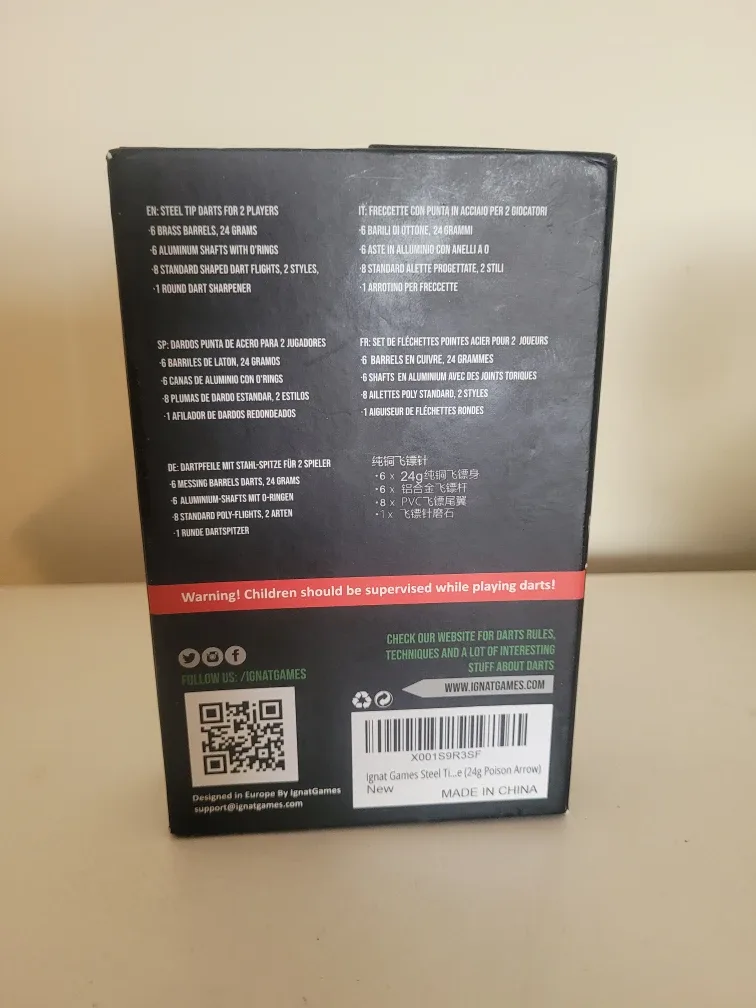 EN: STEEL TIP DARTS FOR 2 PLAYERS
·6 BRASS BARRELS, 24 GRAMS
·6 ALUMINUM SHAFTS WITH O'RINGS
·8 STANDARD SHAPED DART FLIGHTS, 2 STYLES,
·1 ROUND DART SHARPENER
IT: FRECCETTE CON PUNTA IN ACCIAIO PER 2 GIOCATORI
·6 BARILI DI OTTONE, 24 GRAMMI
·6 ASTE IN ALLUMINIO CON ANELLI A O
·8 STANDARD ALETTE PROGETTATE, 2 STILI
·1 ARROTINO PER FRECCETTE
SP: DARDOS PUNTA DE ACERO PARA 2 JUGADORES
·6 BARRILES DE LATON, 24 GRAMOS
·6 CANAS DE ALUMINIO CON O'RINGS
·8 PLUMAS DE DARDO ESTANDAR, 2 ESTILOS
·1 AFILADOR DE DARDOS REDONDEADOS
FR: SET DE FLÉCHETTES POINTES ACIER POUR 2 JOUEURS
·6 BARRELS EN CUIVRE, 24 GRAMMES
·6 SHAFTS EN ALUMINIUM AVEC DES JOINTS TORIQUES
·8 AILETTES POLY STANDARD, 2 STYLES
·1 AIGUISEUR DE FLÉCHETTES RONDES
DE: DARTPFEILE MIT STAHL-SPITZE FÜR 2 SPIELER
·6 MESSING BARRELS DARTS, 24 GRAMS
·6 ALUMINIUM-SHAFTS MIT O-RINGEN
·8 STANDARD POLY-FLIGHTS, 2 ARTEN
·1 RUNDE DARTSPITZER
纯铜飞镖针
·6 x 24g纯铜飞镖身
·6 x 铝合金飞镖杆
·8 x PVC飞镖尾翼
·1x 飞镖针磨石
Warning! Children should be supervised while playing darts!
FOLLOW US: /IGNATGAMES
Designed in Europe By IgnatGames
support@ignatgames.com
CHECK OUR WEBSITE FOR DARTS RULES,
TECHNIQUES AND A LOT OF INTERESTING
STUFF ABOUT DARTS
WWW.IGNATGAMES.COM
X001S9R3SF
Ignat Games Steel Ti...e (24g Poison Arrow)
New
MADE IN CHINA